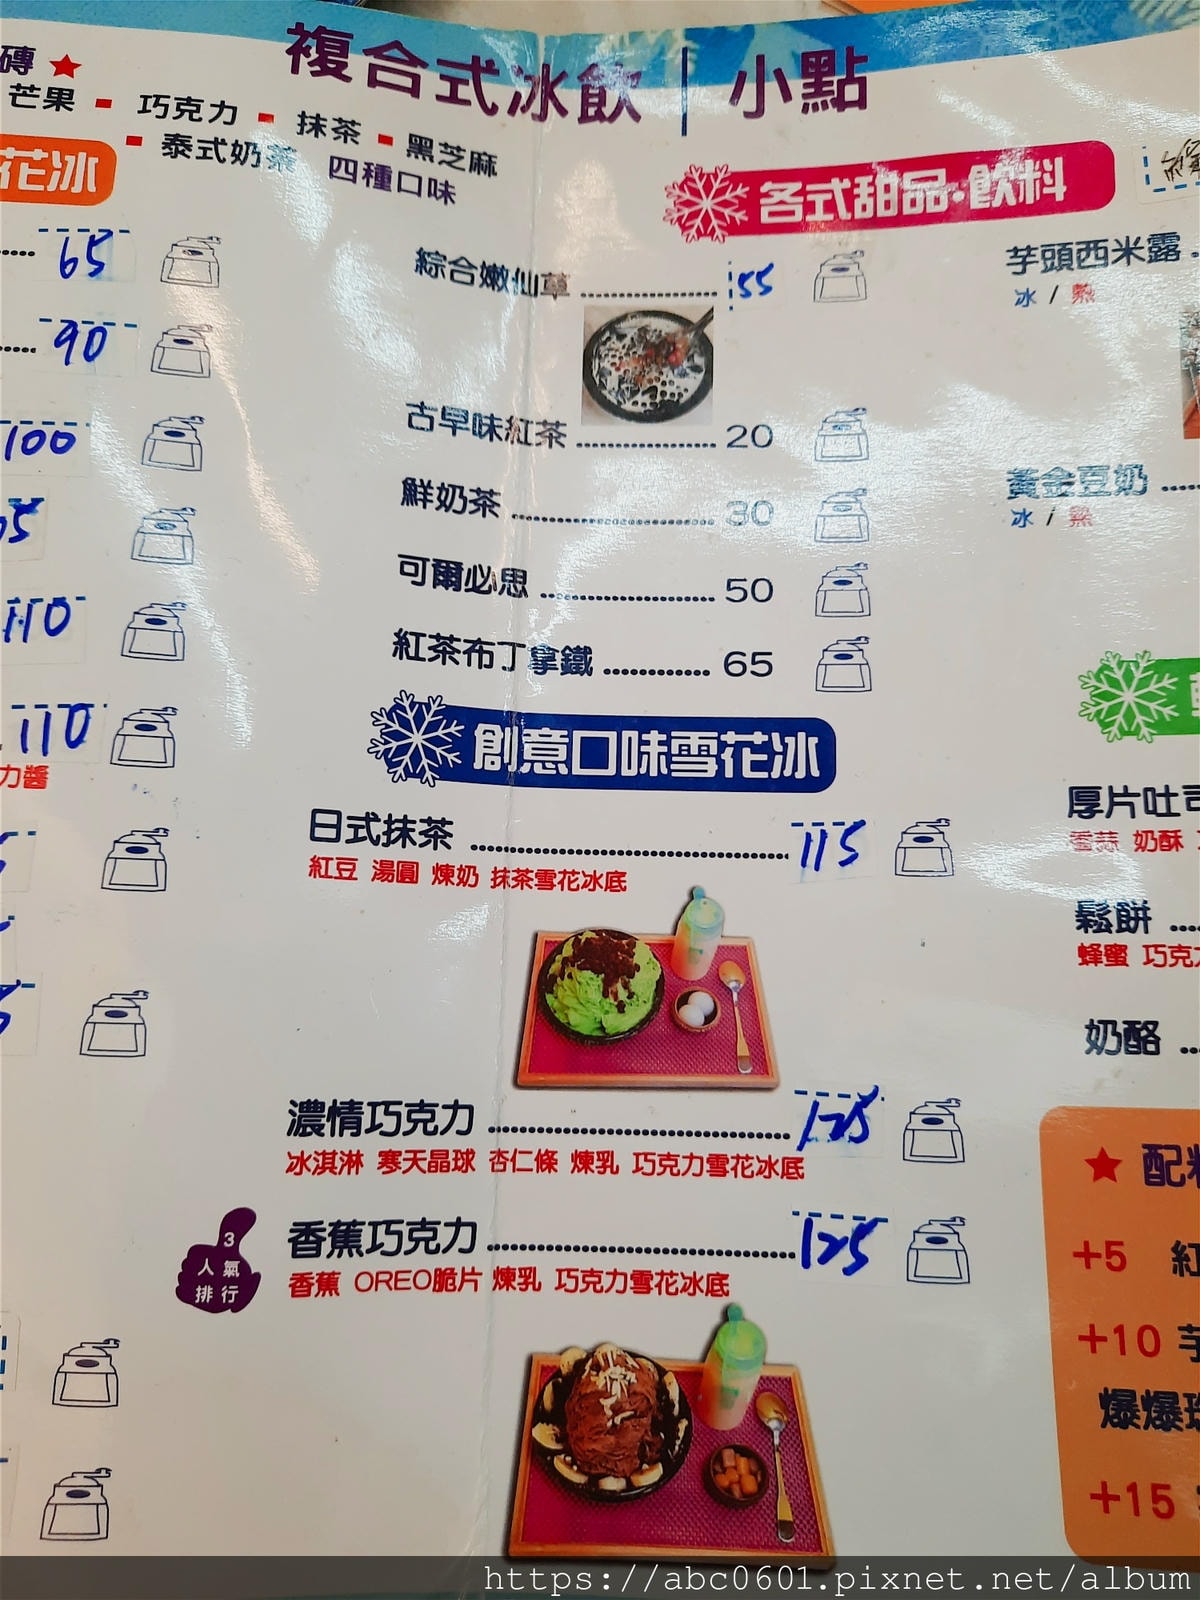 複合式冰飲 | 小點
磚 ★
芒果 - 巧克力 - 抹茶 - 黑芝麻
- 泰式奶茶 四種口味
花冰
65
90
100
110
110
力醬
各式甜品·飲料
綜合嫩仙草 55
古早味紅茶 20
鮮奶茶 30
可爾必思 50
紅茶布丁拿鐵 65
創意口味雪花冰
日式抹茶 115
紅豆 湯圓 煉奶 抹茶雪花冰底
濃情巧克力 125
冰淇淋 寒天晶球 杏仁條 煉乳 巧克力雪花冰底
3
人氣
排行
香蕉巧克力 125
香蕉 OREO脆片 煉乳 巧克力雪花冰底
芋頭西米露
冰 / 熱
黃金豆奶
冰 / 熱
厚片吐司
香蒜 奶酥
鬆餅
蜂蜜 巧克力
奶酪
★ 配料
+5 紅
+10 芋
爆爆珠
+15
https://abc0601.pixnet.net/album